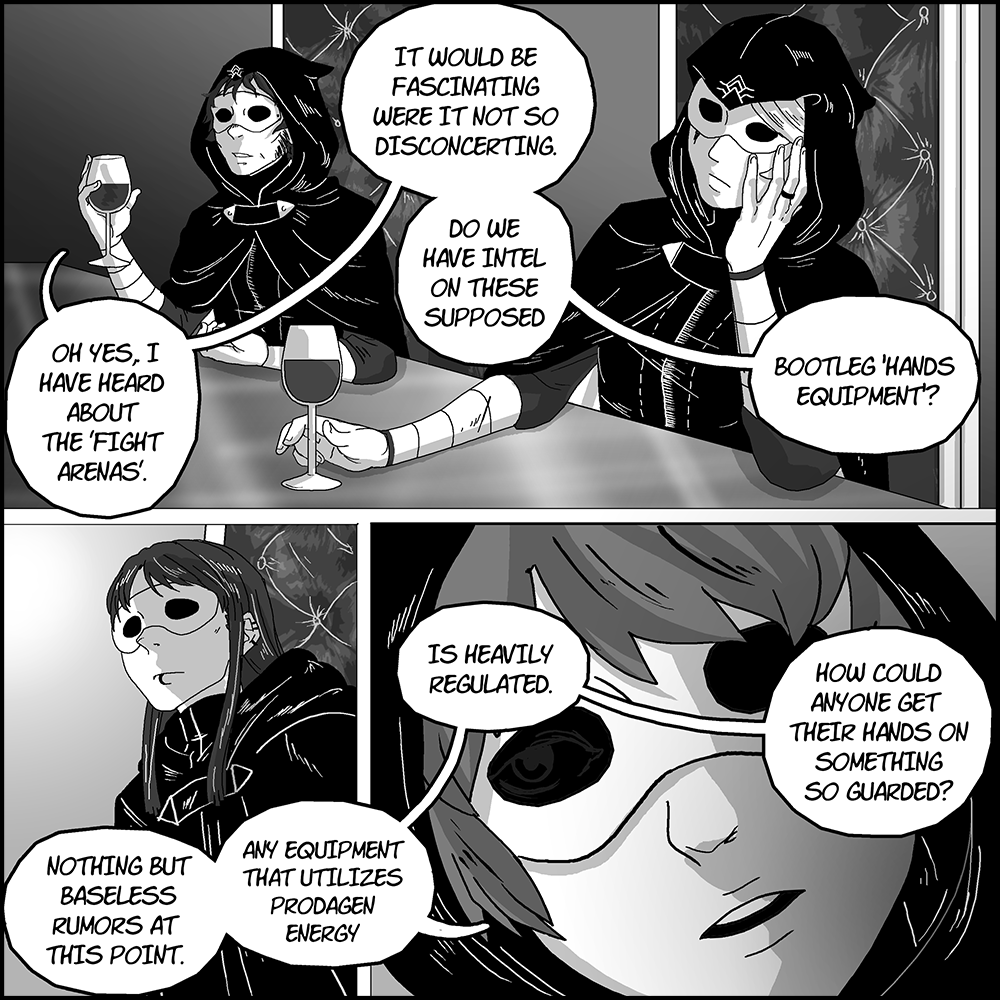 OH YES, I
HAVE HEARD
ABOUT
THE 'FIGHT
ARENAS'.
IT WOULD BE
FASCINATING
WERE IT NOT SO
DISCONCERTING.
DO WE
HAVE INTEL
ON THESE
SUPPOSED
BOOTLEG 'HANDS
EQUIPMENT'?
NOTHING BUT
BASELESS
RUMORS AT
THIS POINT.
ANY EQUIPMENT
THAT UTILIZES
PRODAGEN
ENERGY
IS HEAVILY
REGULATED.
HOW COULD
ANYONE GET
THEIR HANDS ON
SOMETHING
SO GUARDED?